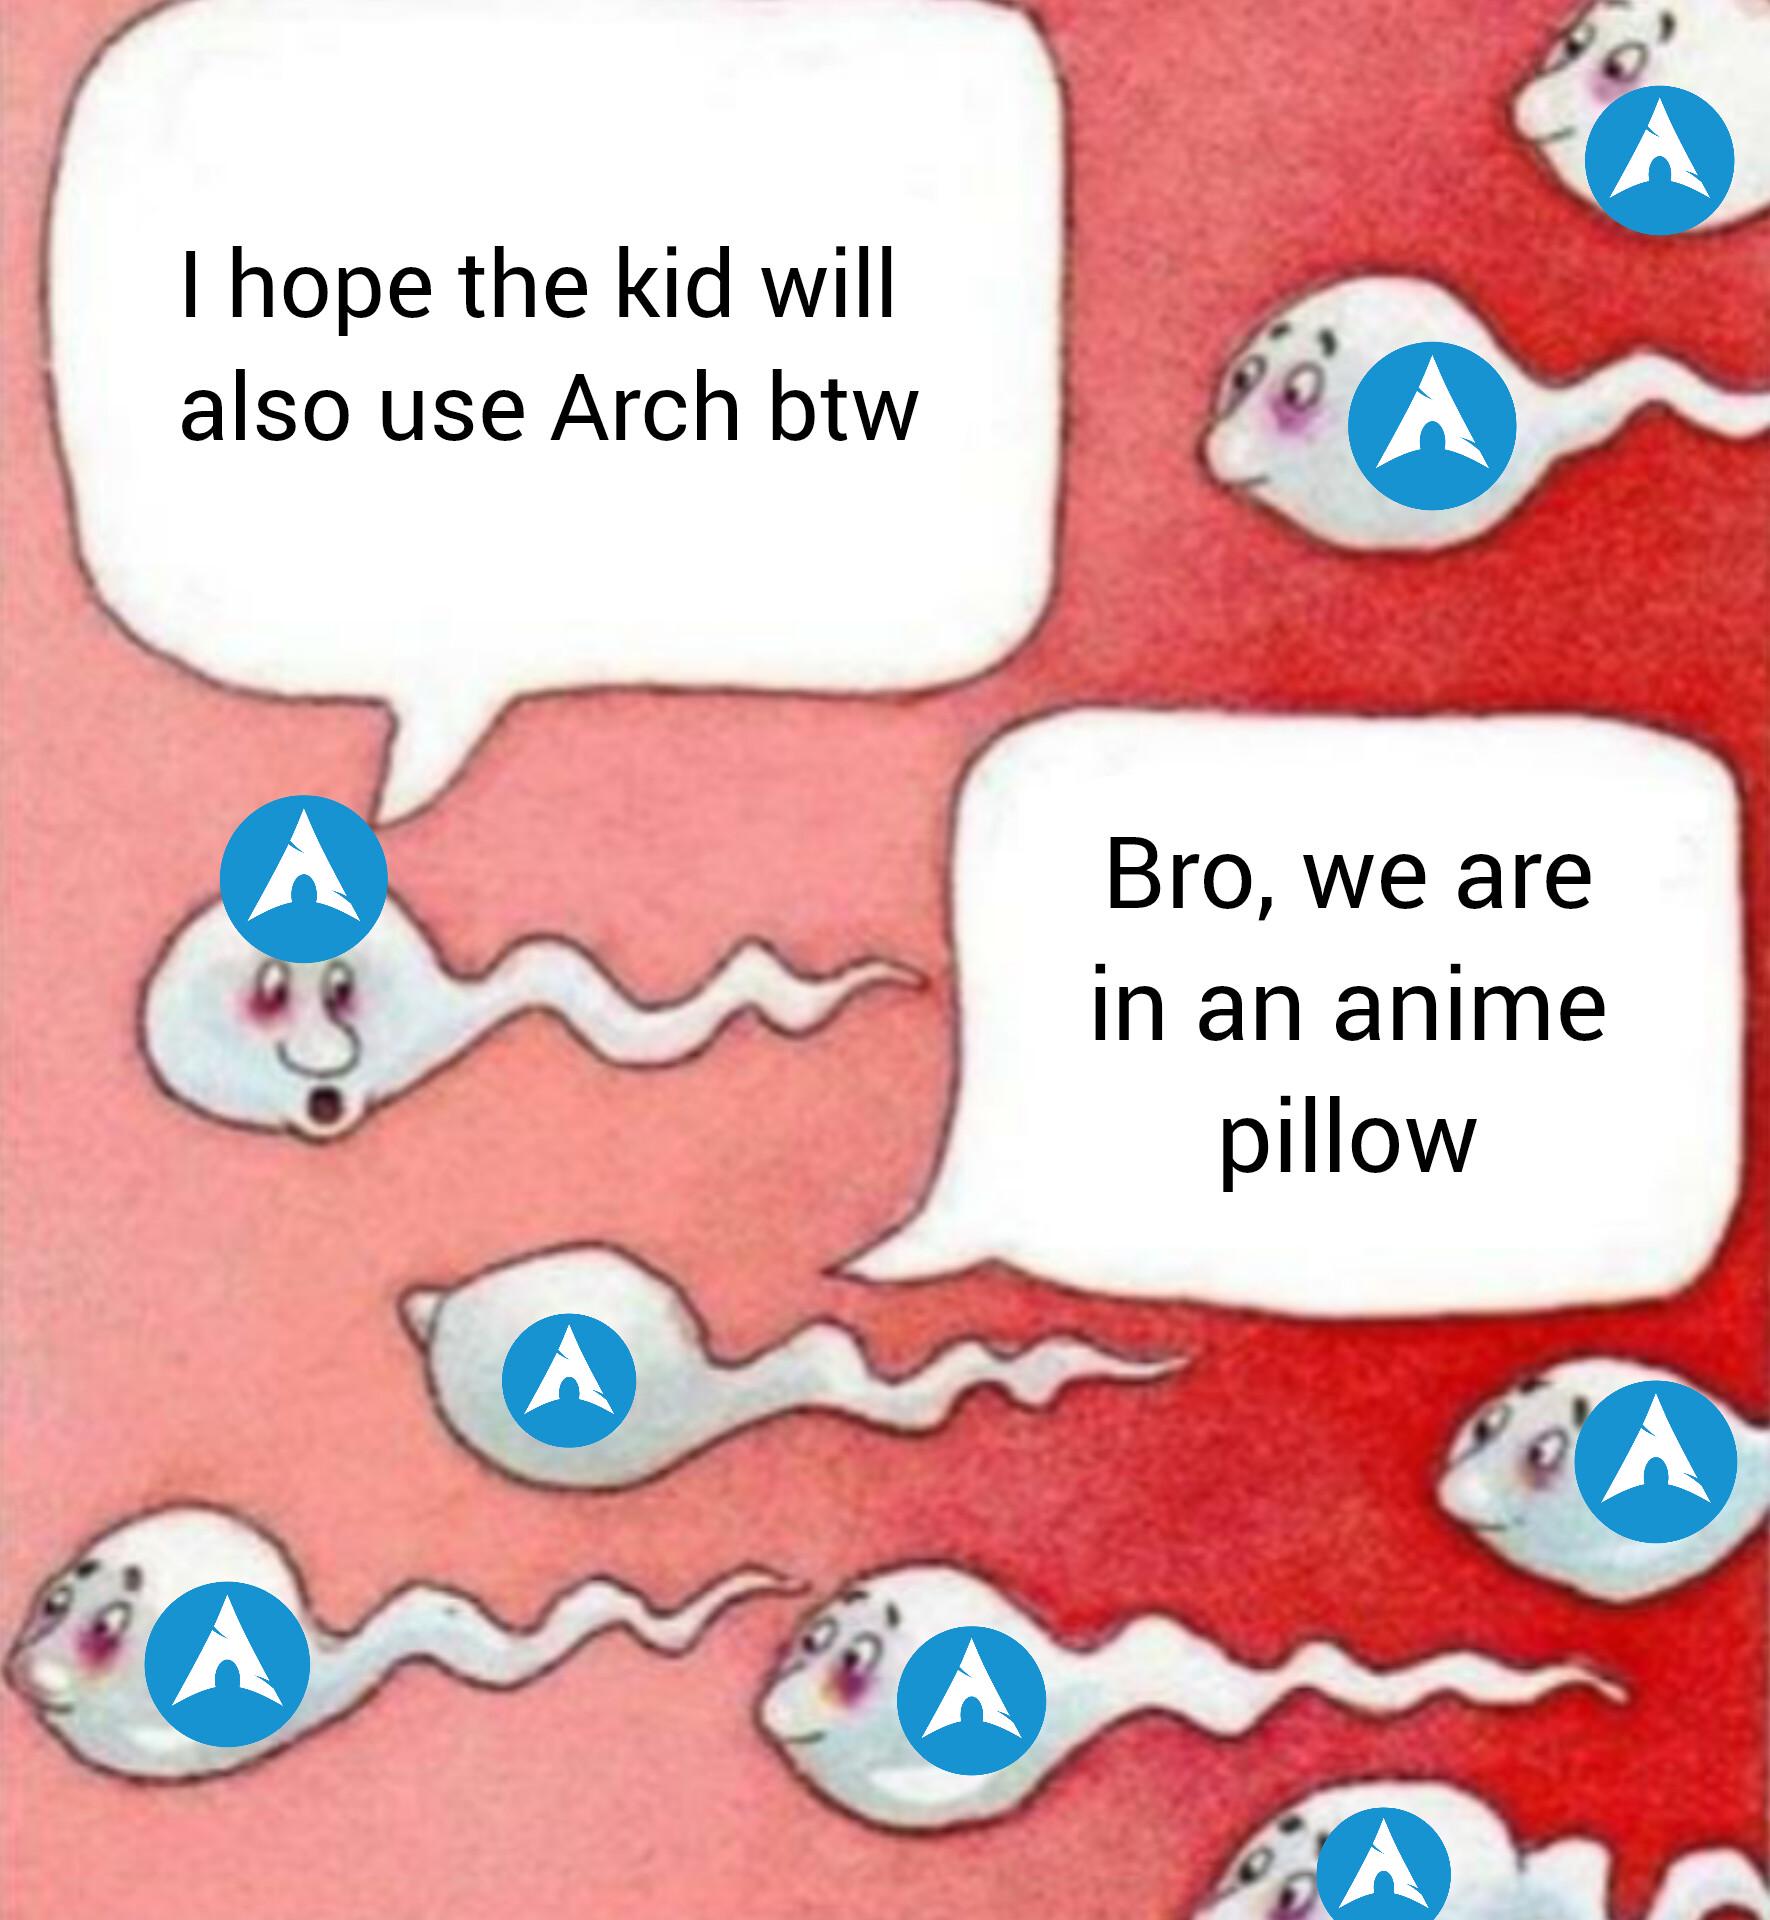 I hope the kid will
also use Arch btw
Bro, we are
in an anime
pillow